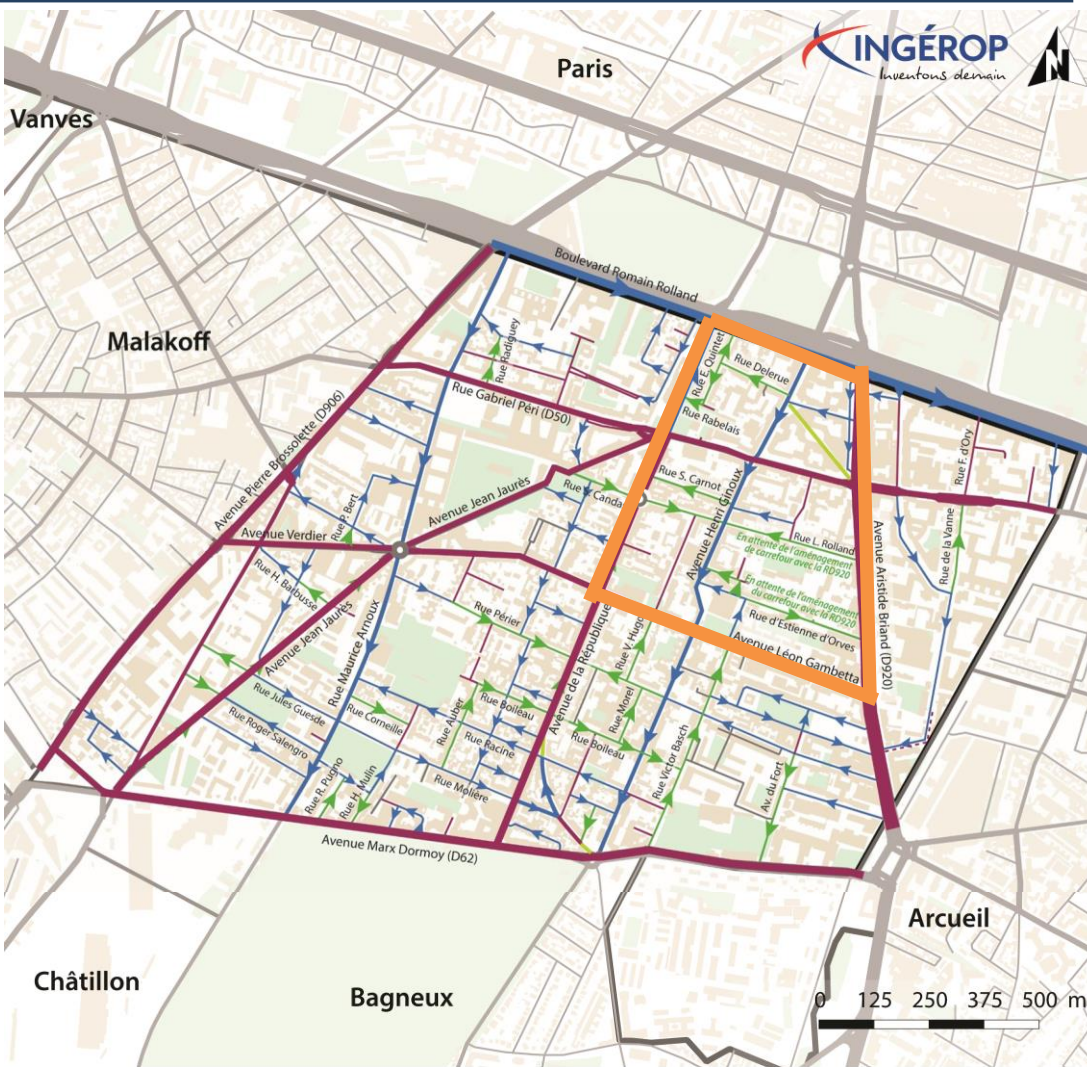 INGÉROP
Inventons demain
N
Paris
Vanves
Boulevard Romain Rolland
Malakoff
Rue Radiguey
Rue E. Quintet
Rue Delerue
Rue Gabriel Péri (D50)
Rue Rabelais
Rue F. d'Ory
Avenue Pierre Brossolette (D906)
Rue S. Carnot
Avenue Jean Jaurès
Canda
Avenue Henri Ginoux
Rue P. Bert
Avenue Verdier
Rue L. Rolland
En attente de l'aménagement
de carrefour avec la RD920
Avenue Aristide Briand (D920)
Rue de la Vanne
Rue H. Barbusse
En attente de l'aménagement
du carrefour avec la RD920
Avenue Jean Jaurès
Rue Périer
Rue d'Estienne d'Orves
Rue V. Hugo
Avenue Léon Gambetta
Rue Maurice Arnoux
Avenue de la République
Rue Jules Guesde
Rue Corneille
Rue Auber
Rue Boileau
Rue Morel
Rue Roger Salengro
Rue Racine
Rue Boileau
Rue Victor Basch
Rue R. Pugno
Rue H. Mulin
Rue Molière
Av. du Fort
Avenue Marx Dormoy (D62)
Arcueil
Châtillon
Bagneux
0 125 250 375 500 m